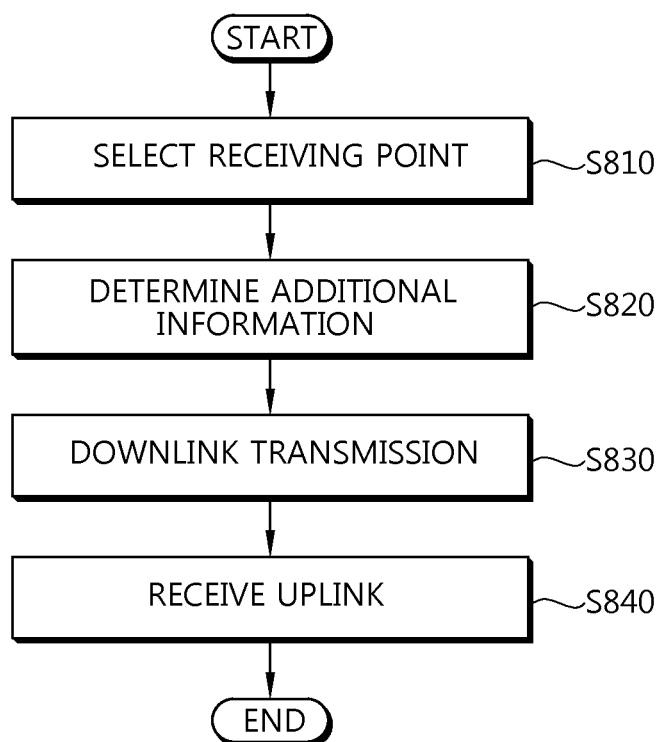 START
SELECT RECEIVING POINT
S810
DETERMINE ADDITIONAL
INFORMATION
S820
DOWNLINK TRANSMISSION
S830
RECEIVE UPLINK
S840
END